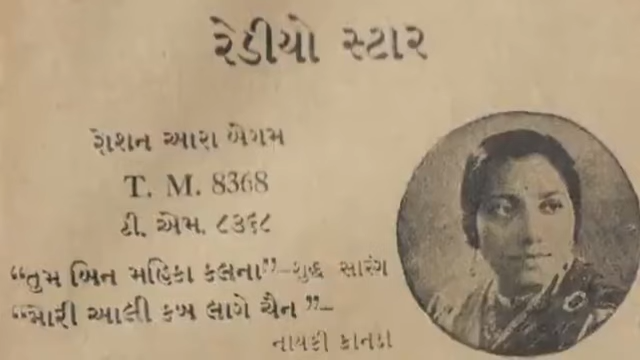 રેડીયો સ્ટાર
રોશન આરા બેગમ
T. M. 8368
ટી. એમ. ૮૩૬૮
“તુમ બિન મહિકા કલના”–શુદ્ધ સારંગ
“મારી આલી કબ લાગે ચૈન ”–
નાયકી કાનડા